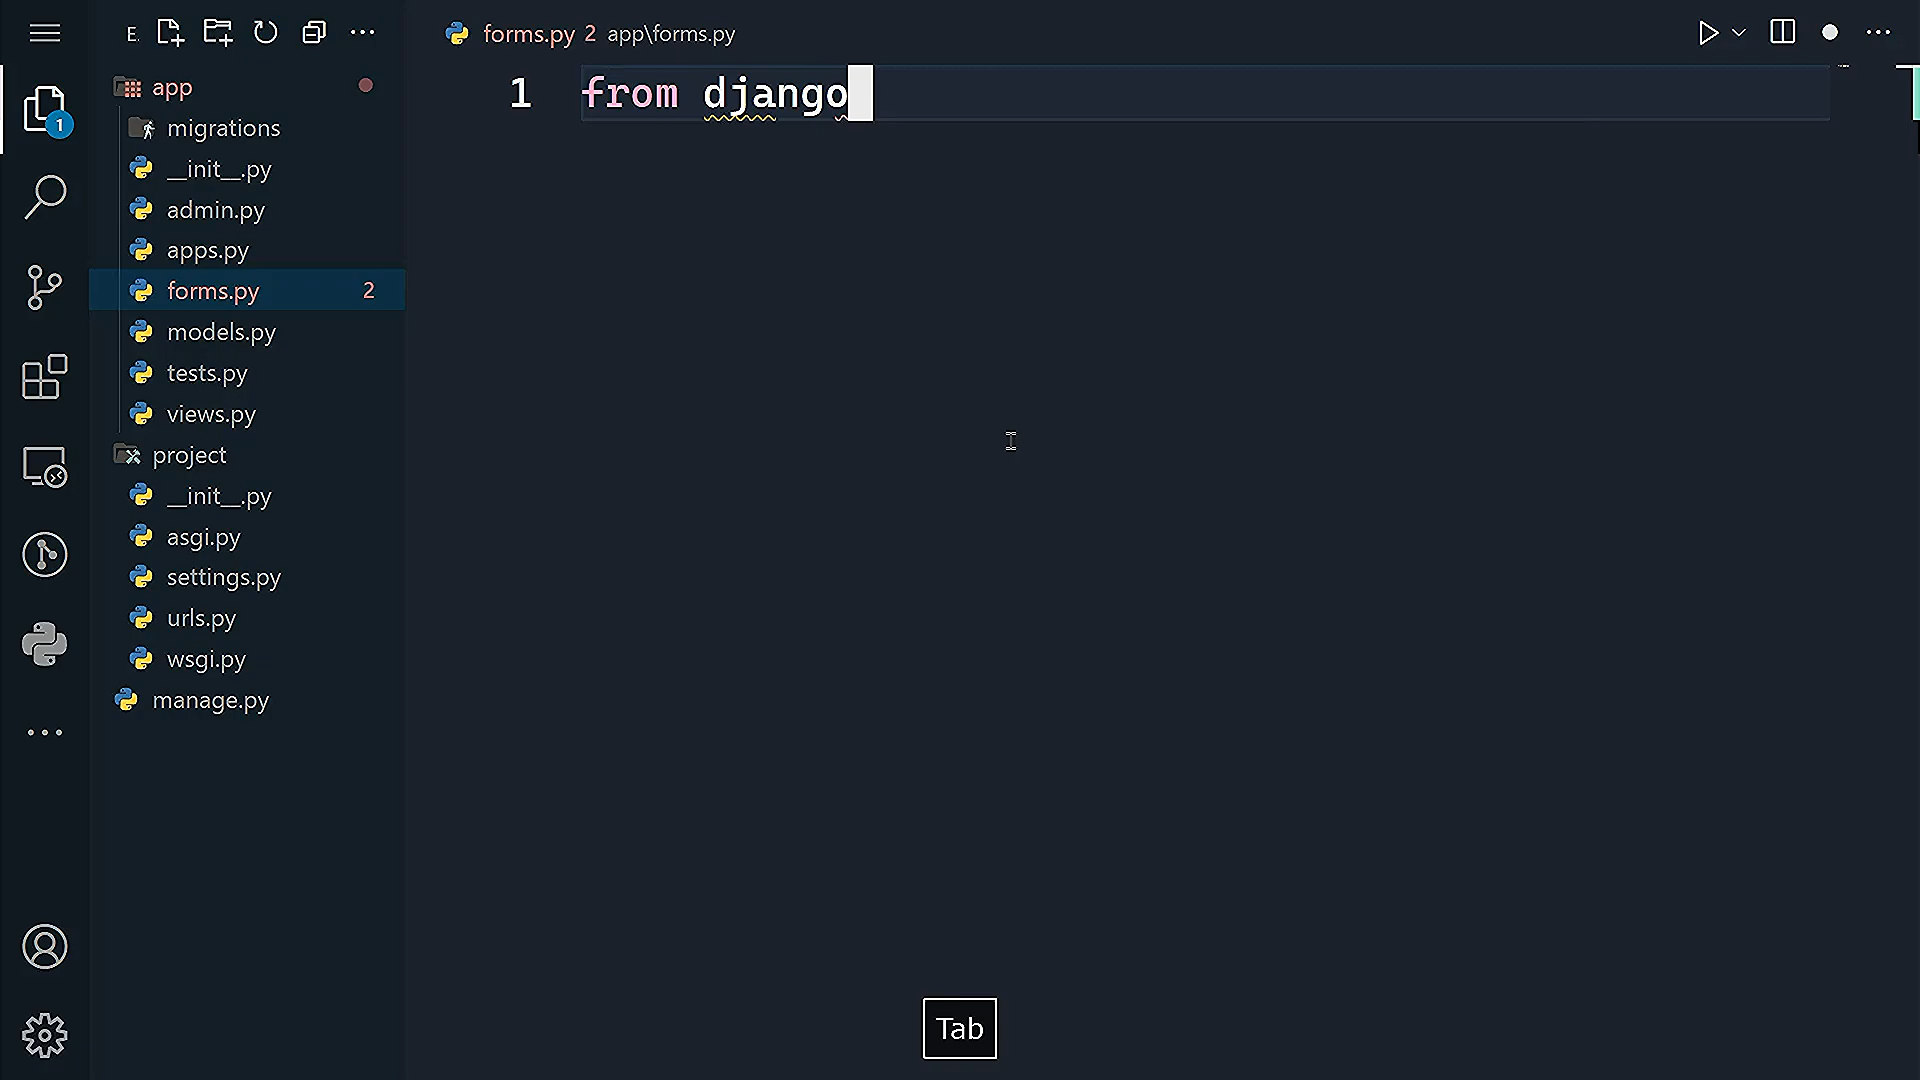 E.
app
migrations
__init__.py
admin.py
apps.py
forms.py 2
models.py
tests.py
views.py
project
__init__.py
asgi.py
settings.py
urls.py
wsgi.py
manage.py
1
forms.py 2 app\forms.py
1 from django
Tab